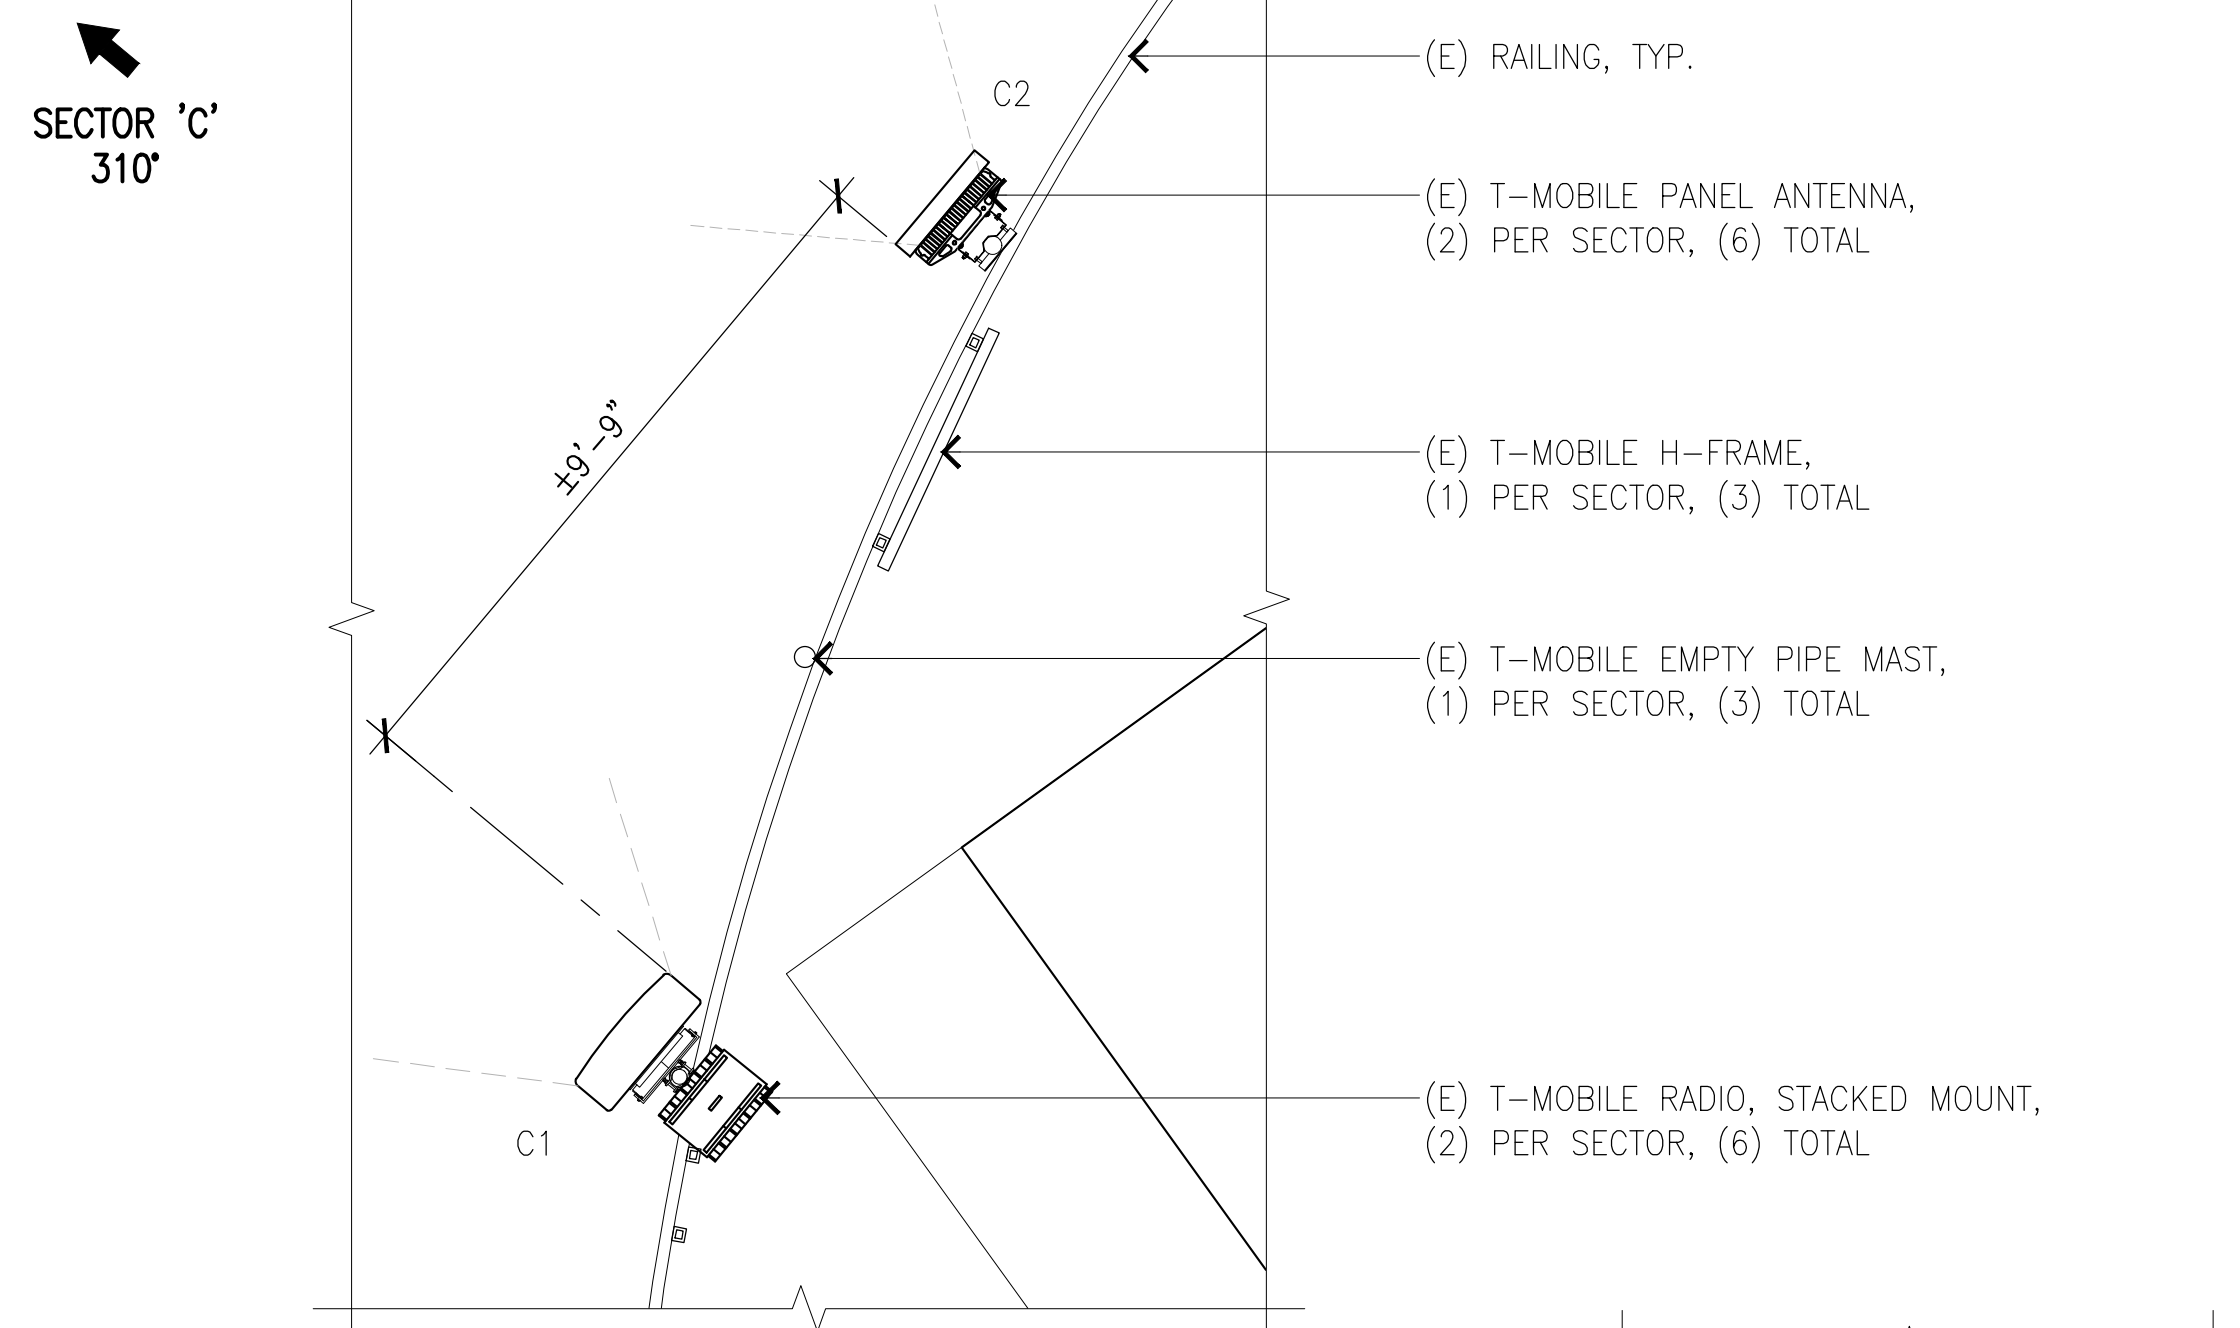 SECTOR 'C'
310°
C2
±9'-9"
C1
(E) RAILING, TYP.
(E) T-MOBILE PANEL ANTENNA,
(2) PER SECTOR, (6) TOTAL
(E) T-MOBILE H-FRAME,
(1) PER SECTOR, (3) TOTAL
(E) T-MOBILE EMPTY PIPE MAST,
(1) PER SECTOR, (3) TOTAL
(E) T-MOBILE RADIO, STACKED MOUNT,
(2) PER SECTOR, (6) TOTAL